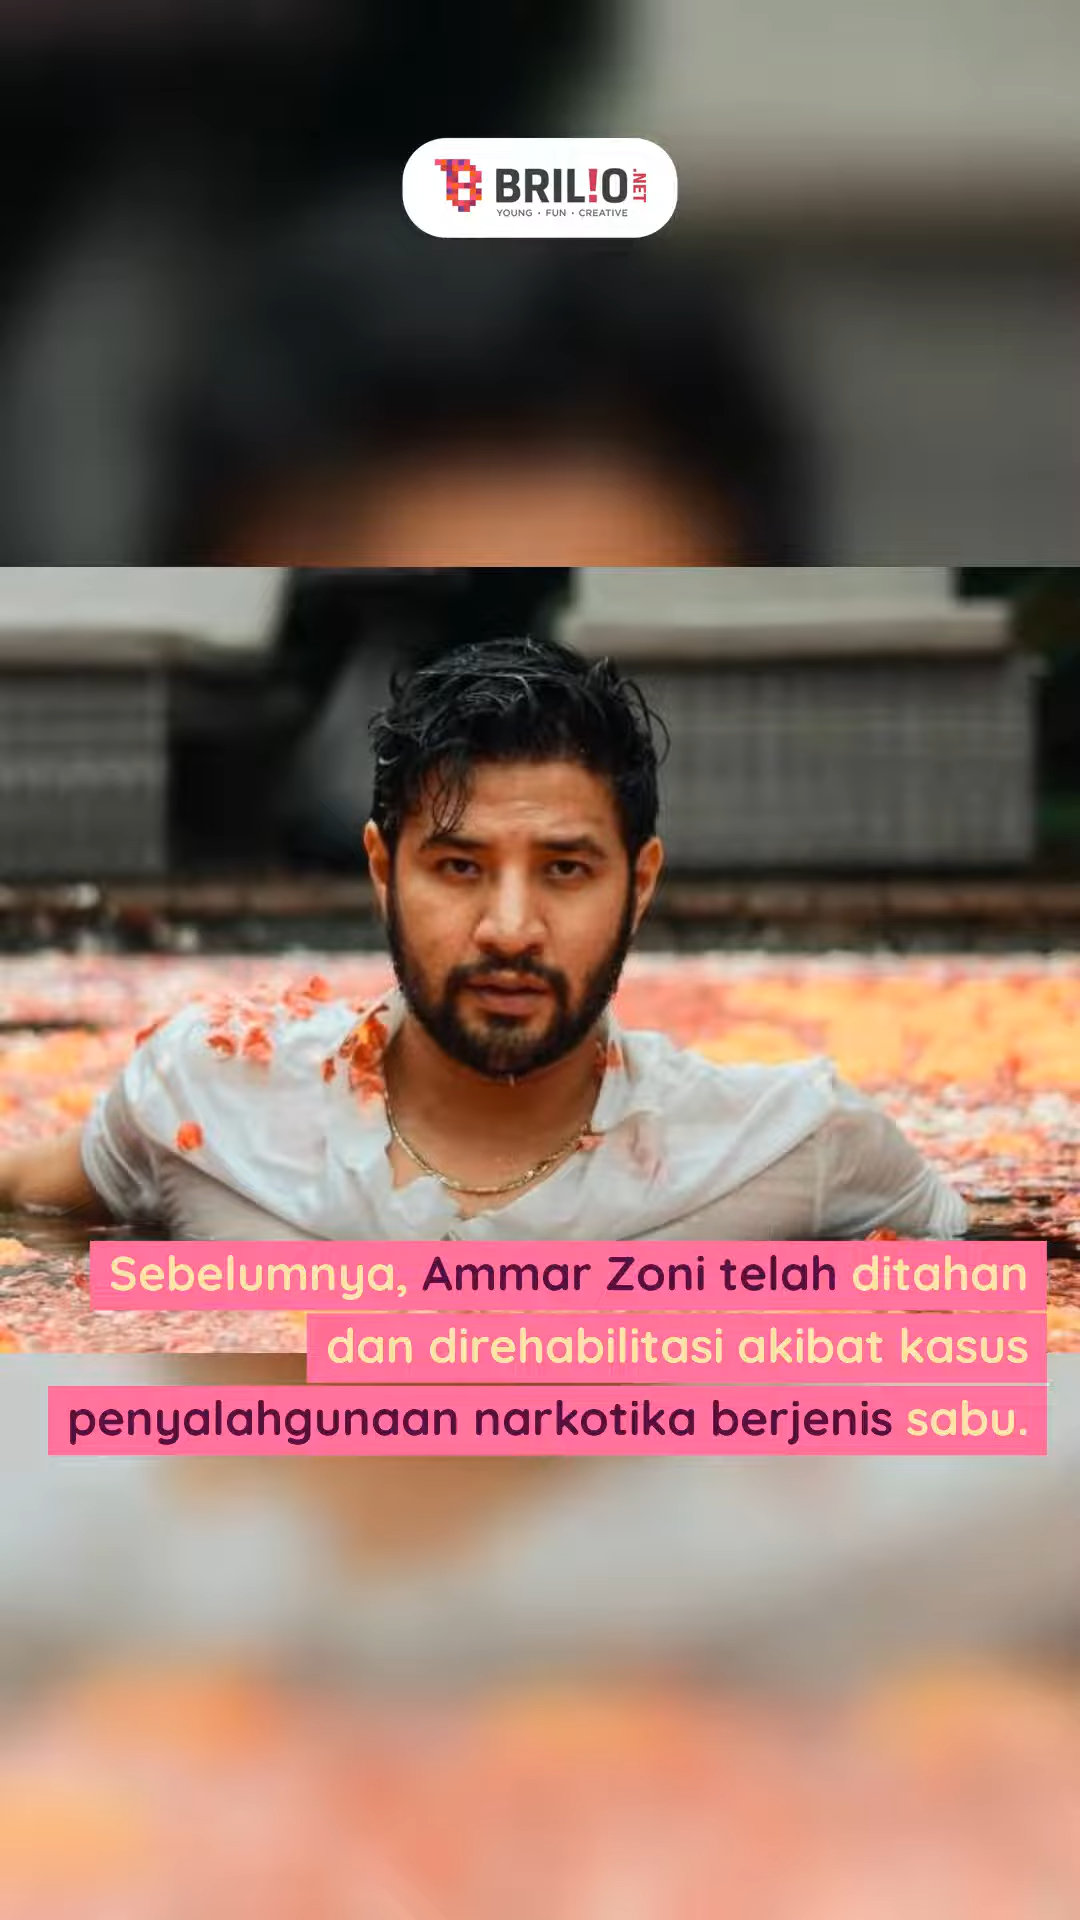 BRIL!O.NET
YOUNG • FUN • CREATIVE
Sebelumnya, Ammar Zoni telah ditahan
dan direhabilitasi akibat kasus
penyalahgunaan narkotika berjenis sabu.